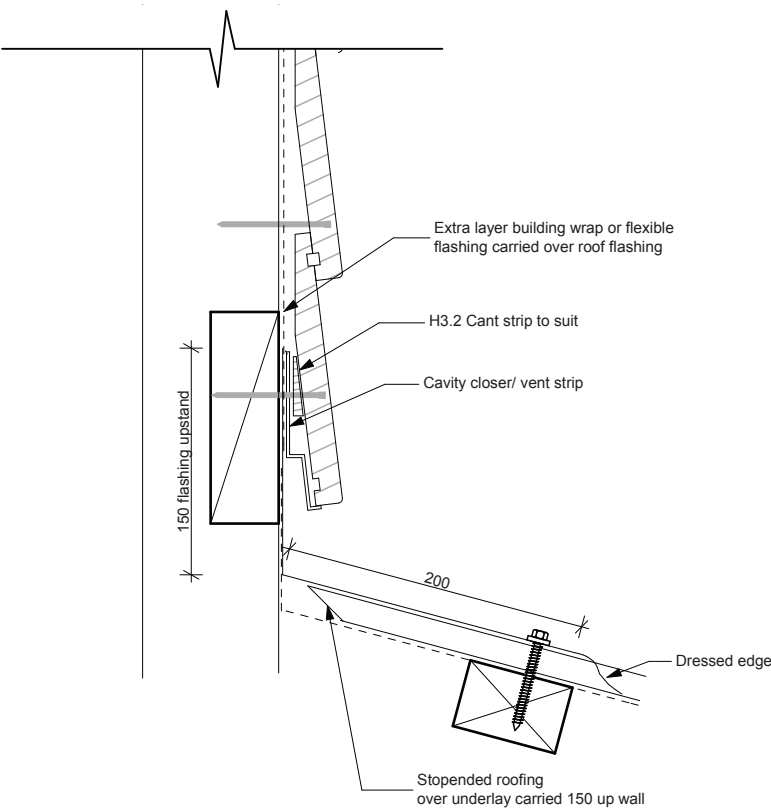 Extra layer building wrap or flexible
flashing carried over roof flashing
H3.2 Cant strip to suit
Cavity closer/ vent strip
150 flashing upstand
200
Dressed edge
Stopended roofing
over underlay carried 150 up wall